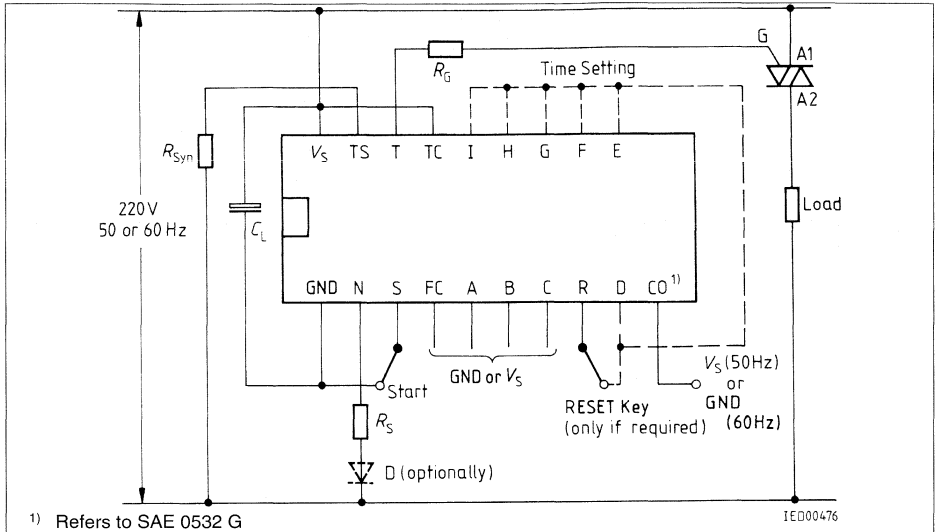 G
A1
R_G
Time Setting
A2
R_Syn
V_S TS T TC I H G F E
220 V
50 or 60 Hz
C_L
Load
GND N S FC A B C R D CO 1)
Start
GND or V_S
RESET Key
(only if required)
V_S (50Hz)
or
GND
(60Hz)
R_S
D (optionally)
1) Refers to SAE 0532 G
IED00476